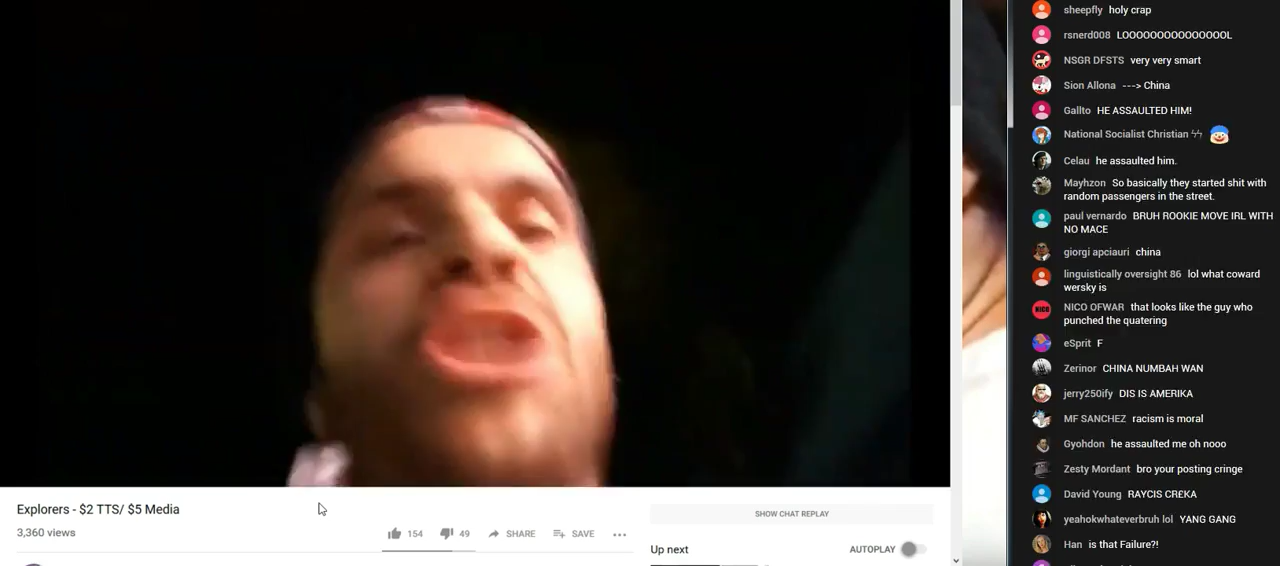 Explorers - $2 TTS/ $5 Media
3,360 views
154
49
SHARE
SAVE
SHOW CHAT REPLAY
Up next
AUTOPLAY
sheepfly holy crap
rsnerd008 LOOOOOOOOOOOOOOOL
NSGR DFSTS very very smart
Sion Allona ---> China
Gallto HE ASSAULTED HIM!
National Socialist Christian ϟϟ
Celau he assaulted him.
Mayhzon So basically they started shit with
random passengers in the street.
paul vernardo BRUH ROOKIE MOVE IRL WITH
NO MACE
giorgi apciauri china
linguistically oversight 86 lol what coward
wersky is
NICO OFWAR that looks like the guy who
punched the quatering
eSprit F
Zerinor CHINA NUMBAH WAN
jerry250ify DIS IS AMERIKA
MF SANCHEZ racism is moral
Gyohdon he assaulted me oh nooo
Zesty Mordant bro your posting cringe
David Young RAYCIS CREKA
yeahokwhateverbruh lol YANG GANG
Han is that Failure?!